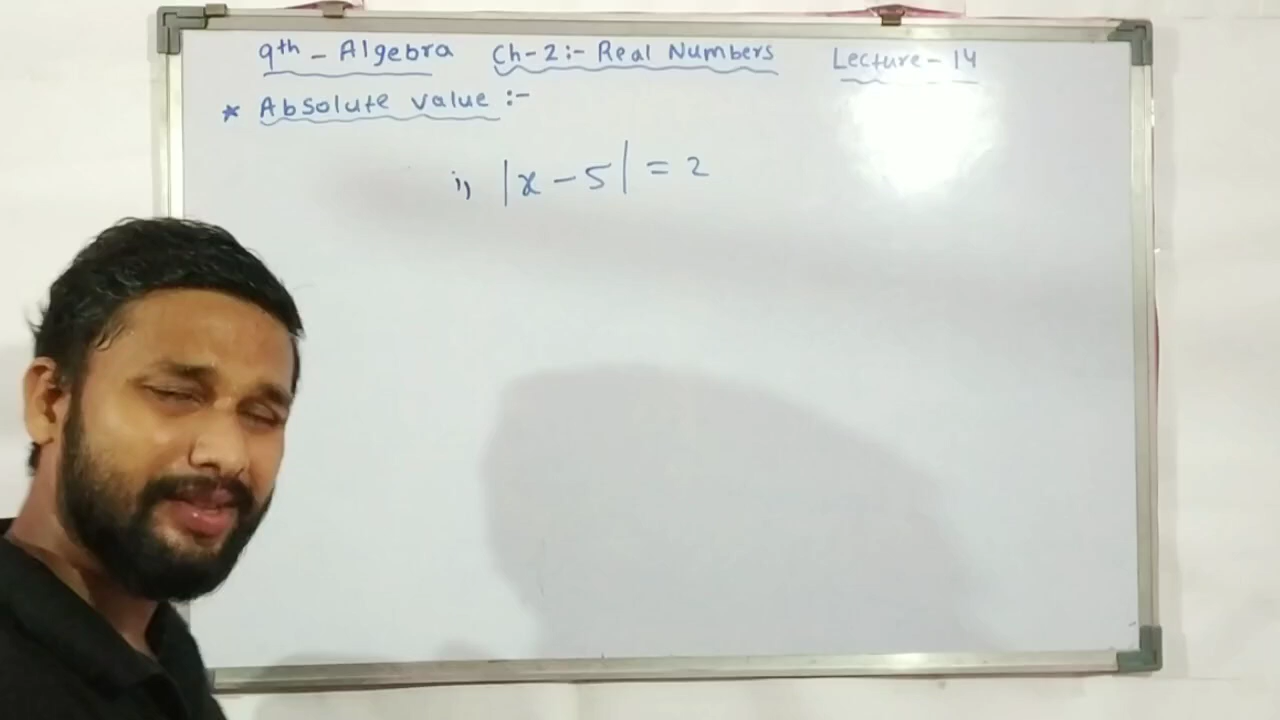 9th - Algebra Ch-2:- Real Numbers Lecture-14
* Absolute value :-
i) |x - 5| = 2